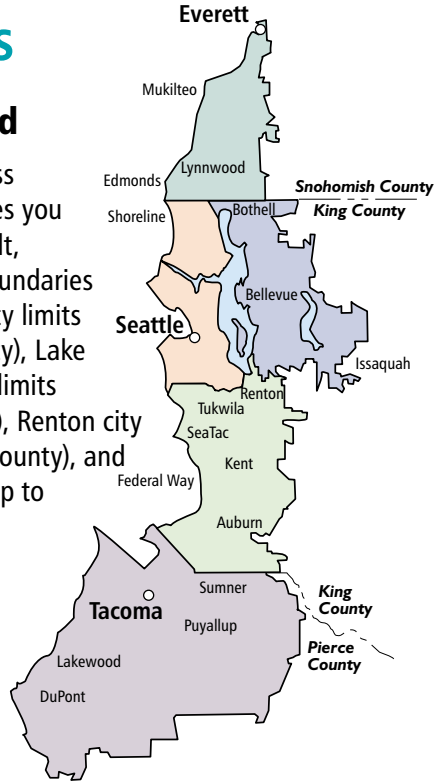 s
d
ss
es you
lt,
undaries
ty limits
y), Lake
limits
), Renton city
ounty), and
p to
Everett
Mukilteo
Lynnwood
Edmonds
Snohomish County
King County
Shoreline
Bothell
Bellevue
Seattle
Issaquah
Renton
Tukwila
SeaTac
Kent
Federal Way
Auburn
Sumner
King
County
Tacoma
Puyallup
Pierce
County
Lakewood
DuPont